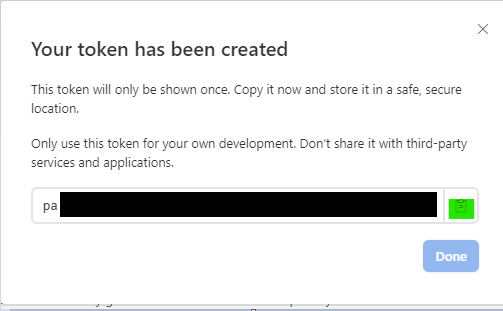 Your token has been created
This token will only be shown once. Copy it now and store it in a safe, secure
location.
Only use this token for your own development. Don't share it with third-party
services and applications.
pa
Done